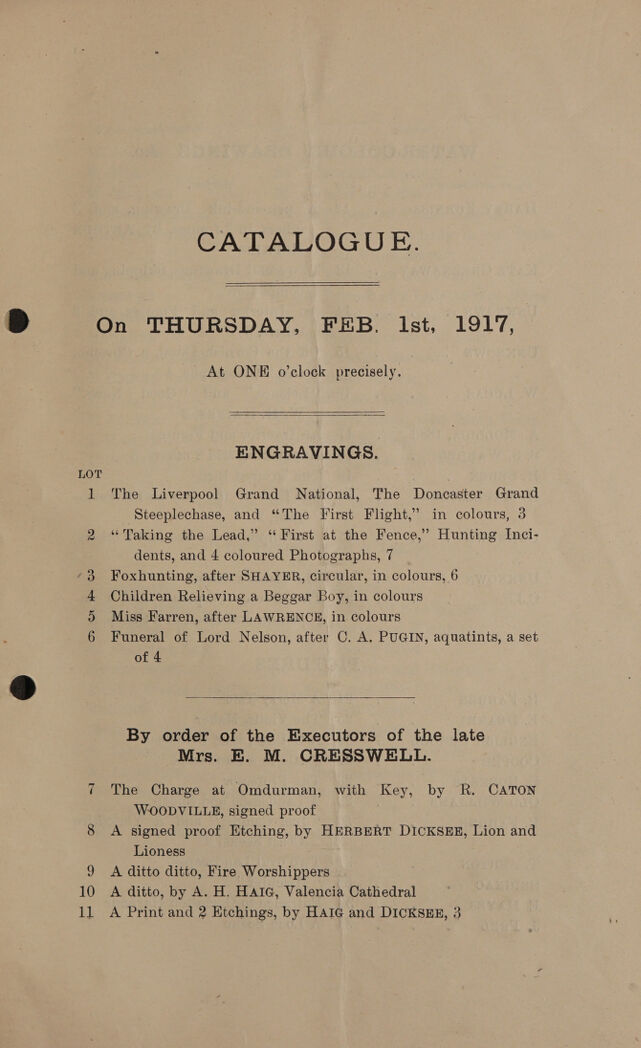 CATALOGUE.
On THURSDAY, FEB. 1st, 1917,
At ONE o'clock precisely.
ENGRAVINGS.
LOT
1 The Liverpool Grand National, The Doncaster Grand
Steeplechase, and “The First Flight,” in colours, 3
2 “Taking the Lead,” “First at the Fence,” Hunting Inci-
dents, and 4 coloured Photographs, 7
3 Foxhunting, after SHAYER, circular, in colours, 6
4 Children Relieving a Beggar Boy, in colours
5 Miss Farren, after LAWRENCE, in colours
6 Funeral of Lord Nelson, after C. A. PUGIN, aquatints, a set
of 4
By order of the Executors of the late
Mrs. E. M. CRESSWELL.
7 The Charge at Omdurman, with Key, by R. CATON
WOODVILLE, signed proof
8 A signed proof Etching, by HERBERT DICKSEE, Lion and
Lioness
9 A ditto ditto, Fire Worshippers
10 A ditto, by A. H. HAIG, Valencia Cathedral
11 A Print and 2 Etchings, by HAIG and DICKSEE, 3